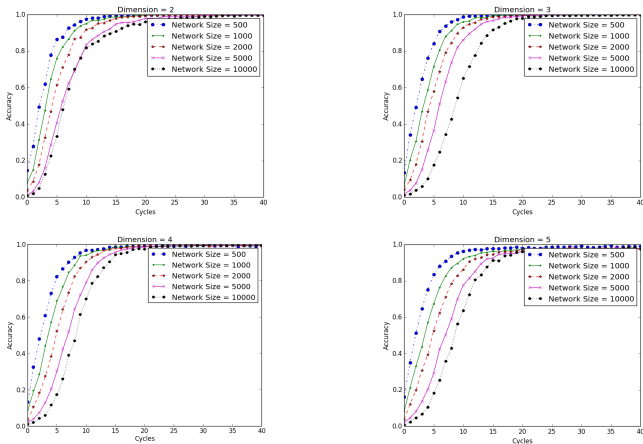 Dimension = 2
1.0
0.8
0.6
0.4
0.2
0.0
Accuracy
0 5 10 15 20 25 30 35 40
Cycles
Network Size = 500
Network Size = 1000
Network Size = 2000
Network Size = 5000
Network Size = 10000
Dimension = 3
1.0
0.8
0.6
0.4
0.2
0.0
Accuracy
0 5 10 15 20 25 30 35 40
Cycles
Network Size = 500
Network Size = 1000
Network Size = 2000
Network Size = 5000
Network Size = 10000
Dimension = 4
1.0
0.8
0.6
0.4
0.2
0.0
Accuracy
0 5 10 15 20 25 30 35 40
Cycles
Network Size = 500
Network Size = 1000
Network Size = 2000
Network Size = 5000
Network Size = 10000
Dimension = 5
1.0
0.8
0.6
0.4
0.2
0.0
Accuracy
0 5 10 15 20 25 30 35 40
Cycles
Network Size = 500
Network Size = 1000
Network Size = 2000
Network Size = 5000
Network Size = 10000